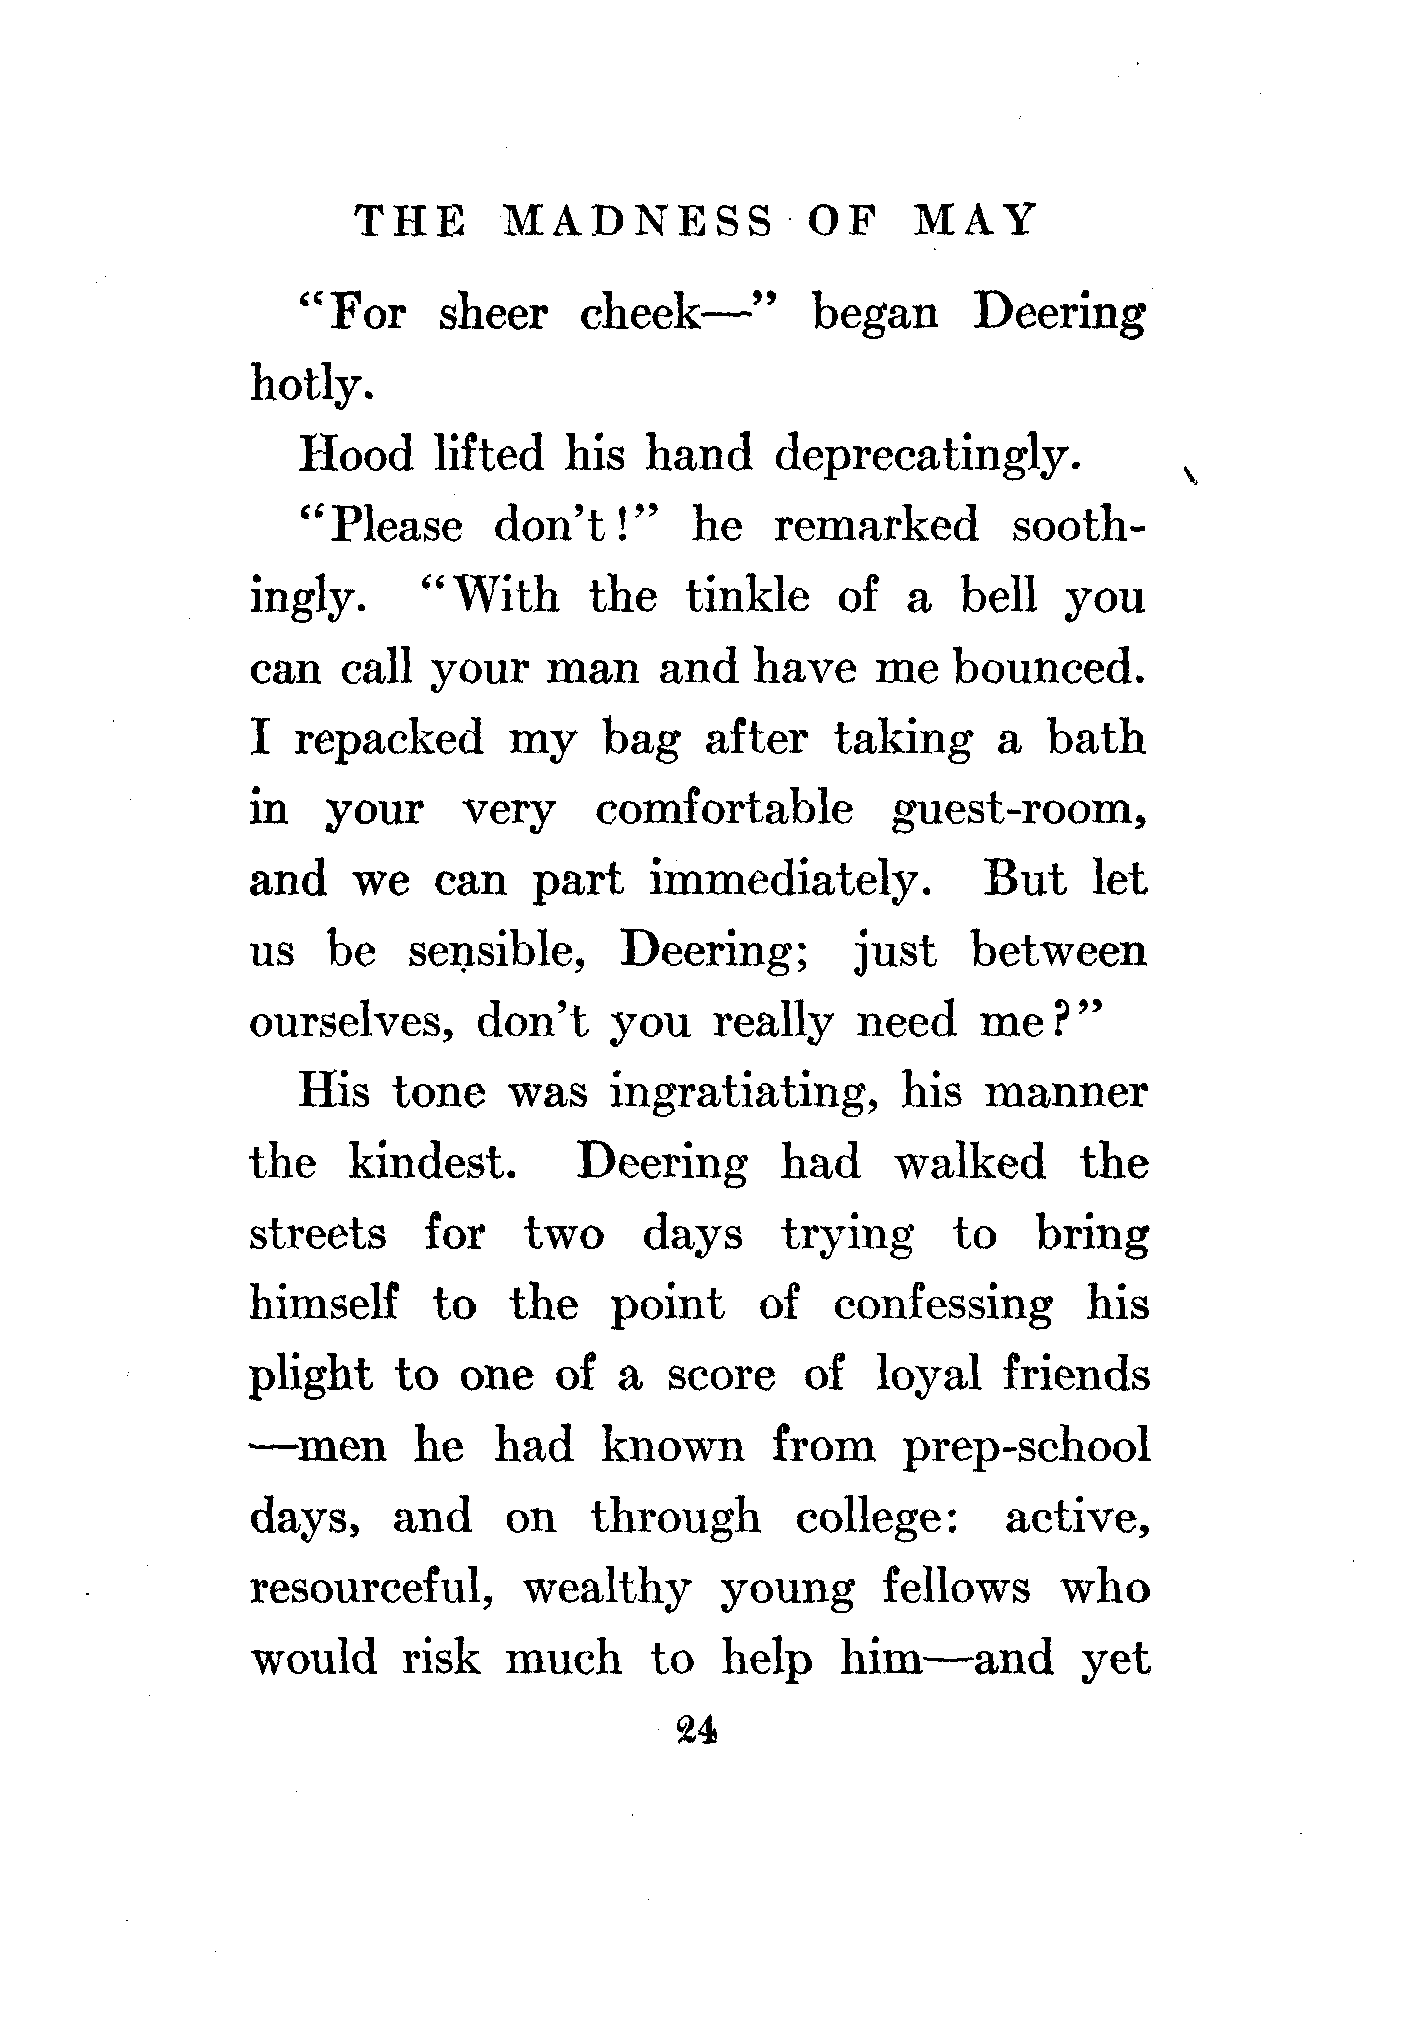 THE MADNESS OF MAY
"For sheer cheek—" began Deering
hotly.
Hood lifted his hand deprecatingly.
"Please don't!" he remarked sooth-
ingly. "With the tinkle of a bell you
can call your man and have me bounced.
I repacked my bag after taking a bath
in your very comfortable guest-room,
and we can part immediately. But let
us be sensible, Deering; just between
ourselves, don't you really need me?"
His tone was ingratiating, his manner
the kindest. Deering had walked the
streets for two days trying to bring
himself to the point of confessing his
plight to one of a score of loyal friends
—men he had known from prep-school
days, and on through college: active,
resourceful, wealthy young fellows who
would risk much to help him—and yet
24